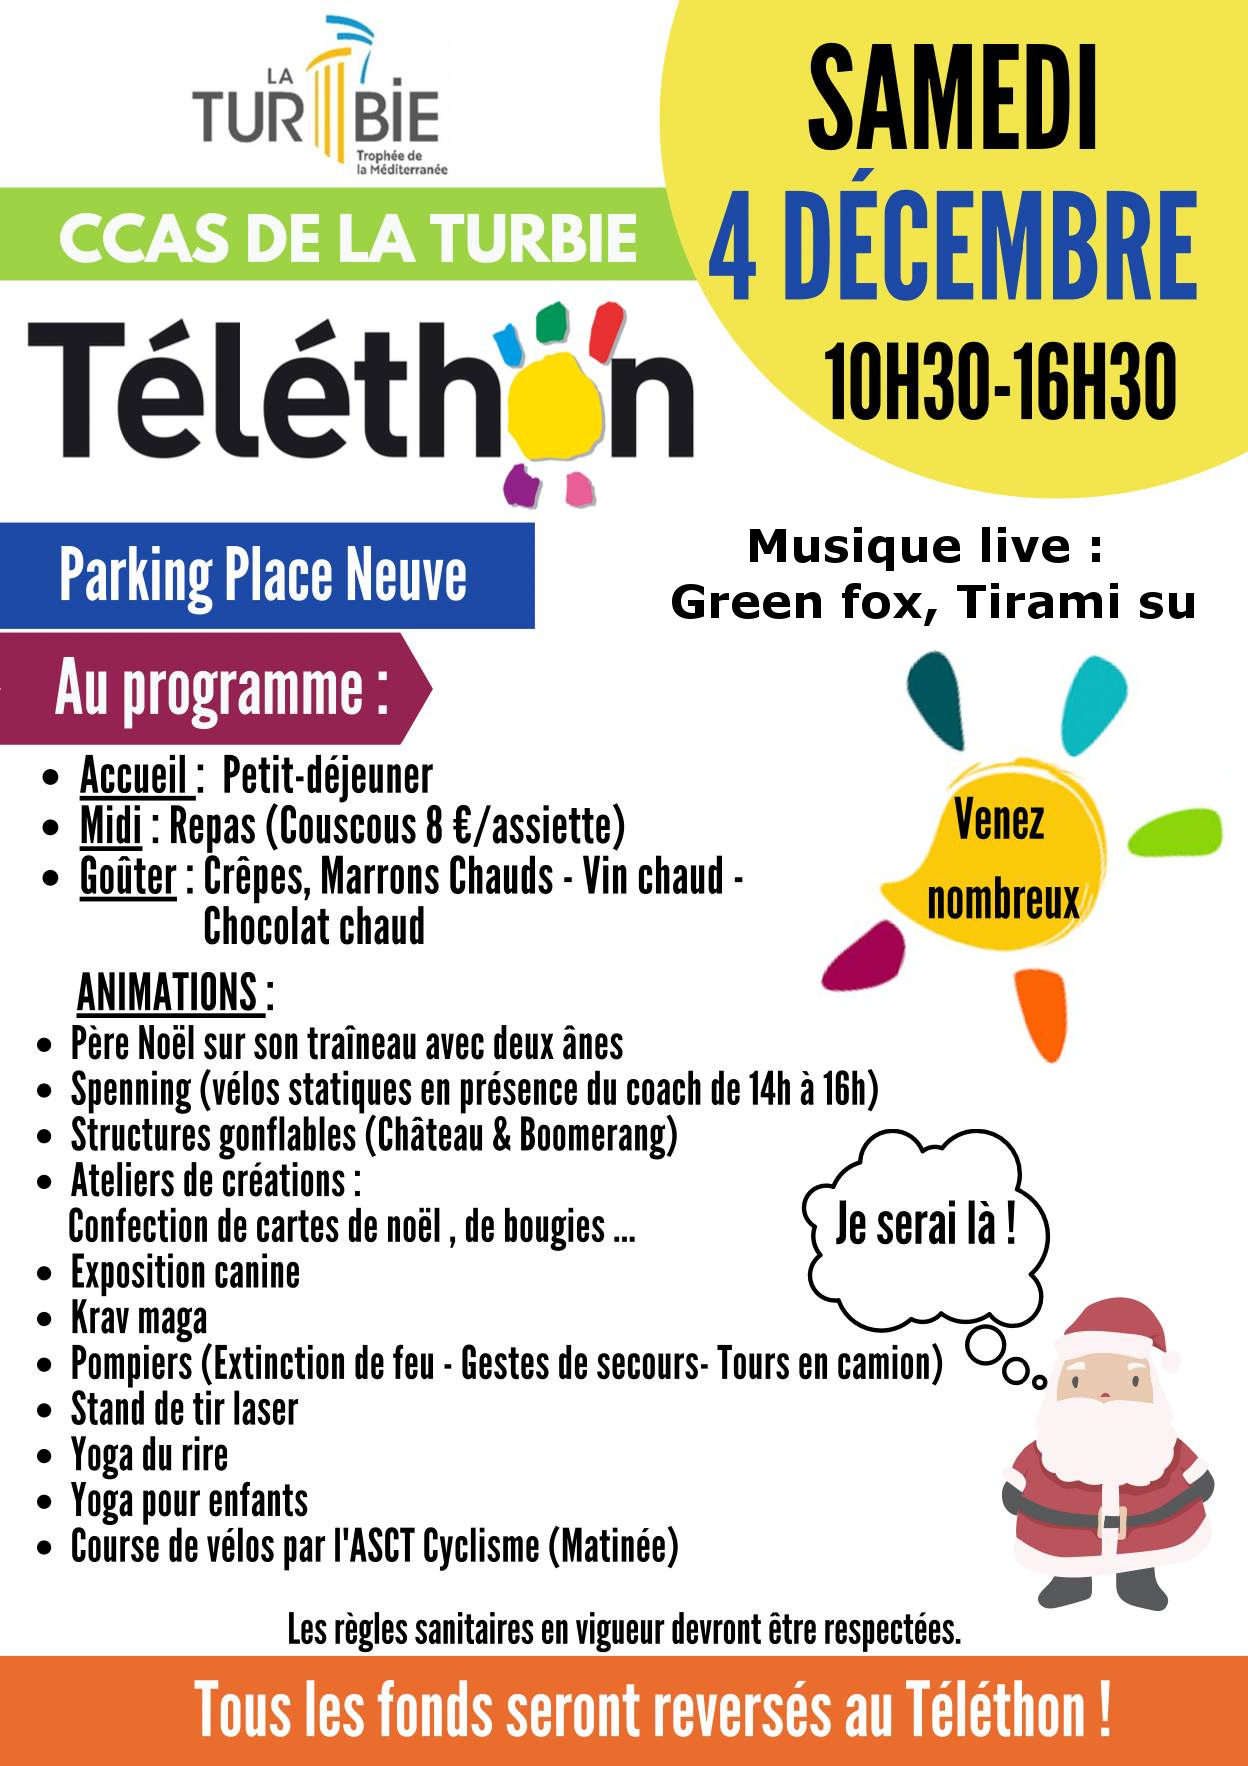 LA
TURBIE
Trophée de
la Méditerranée
CCAS DE LA TURBIE
SAMEDI
4 DÉCEMBRE
10H30-16H30
Téléthon
Parking Place Neuve
Musique live :
Green fox, Tirami su
Au programme :
• Accueil : Petit-déjeuner
• Midi : Repas (Couscous 8 €/assiette)
• Goûter : Crêpes, Marrons Chauds - Vin chaud -
Chocolat chaud
Venez
nombreux
ANIMATIONS :
• Père Noël sur son traîneau avec deux ânes
• Spenning (vélos statiques en présence du coach de 14h à 16h)
• Structures gonflables (Château & Boomerang)
• Ateliers de créations :
Confection de cartes de noël , de bougies ...
• Exposition canine
• Krav maga
• Pompiers (Extinction de feu - Gestes de secours- Tours en camion)
• Stand de tir laser
• Yoga du rire
• Yoga pour enfants
• Course de vélos par l'ASCT Cyclisme (Matinée)
Je serai là !
Les règles sanitaires en vigueur devront être respectées.
Tous les fonds seront reversés au Téléthon !